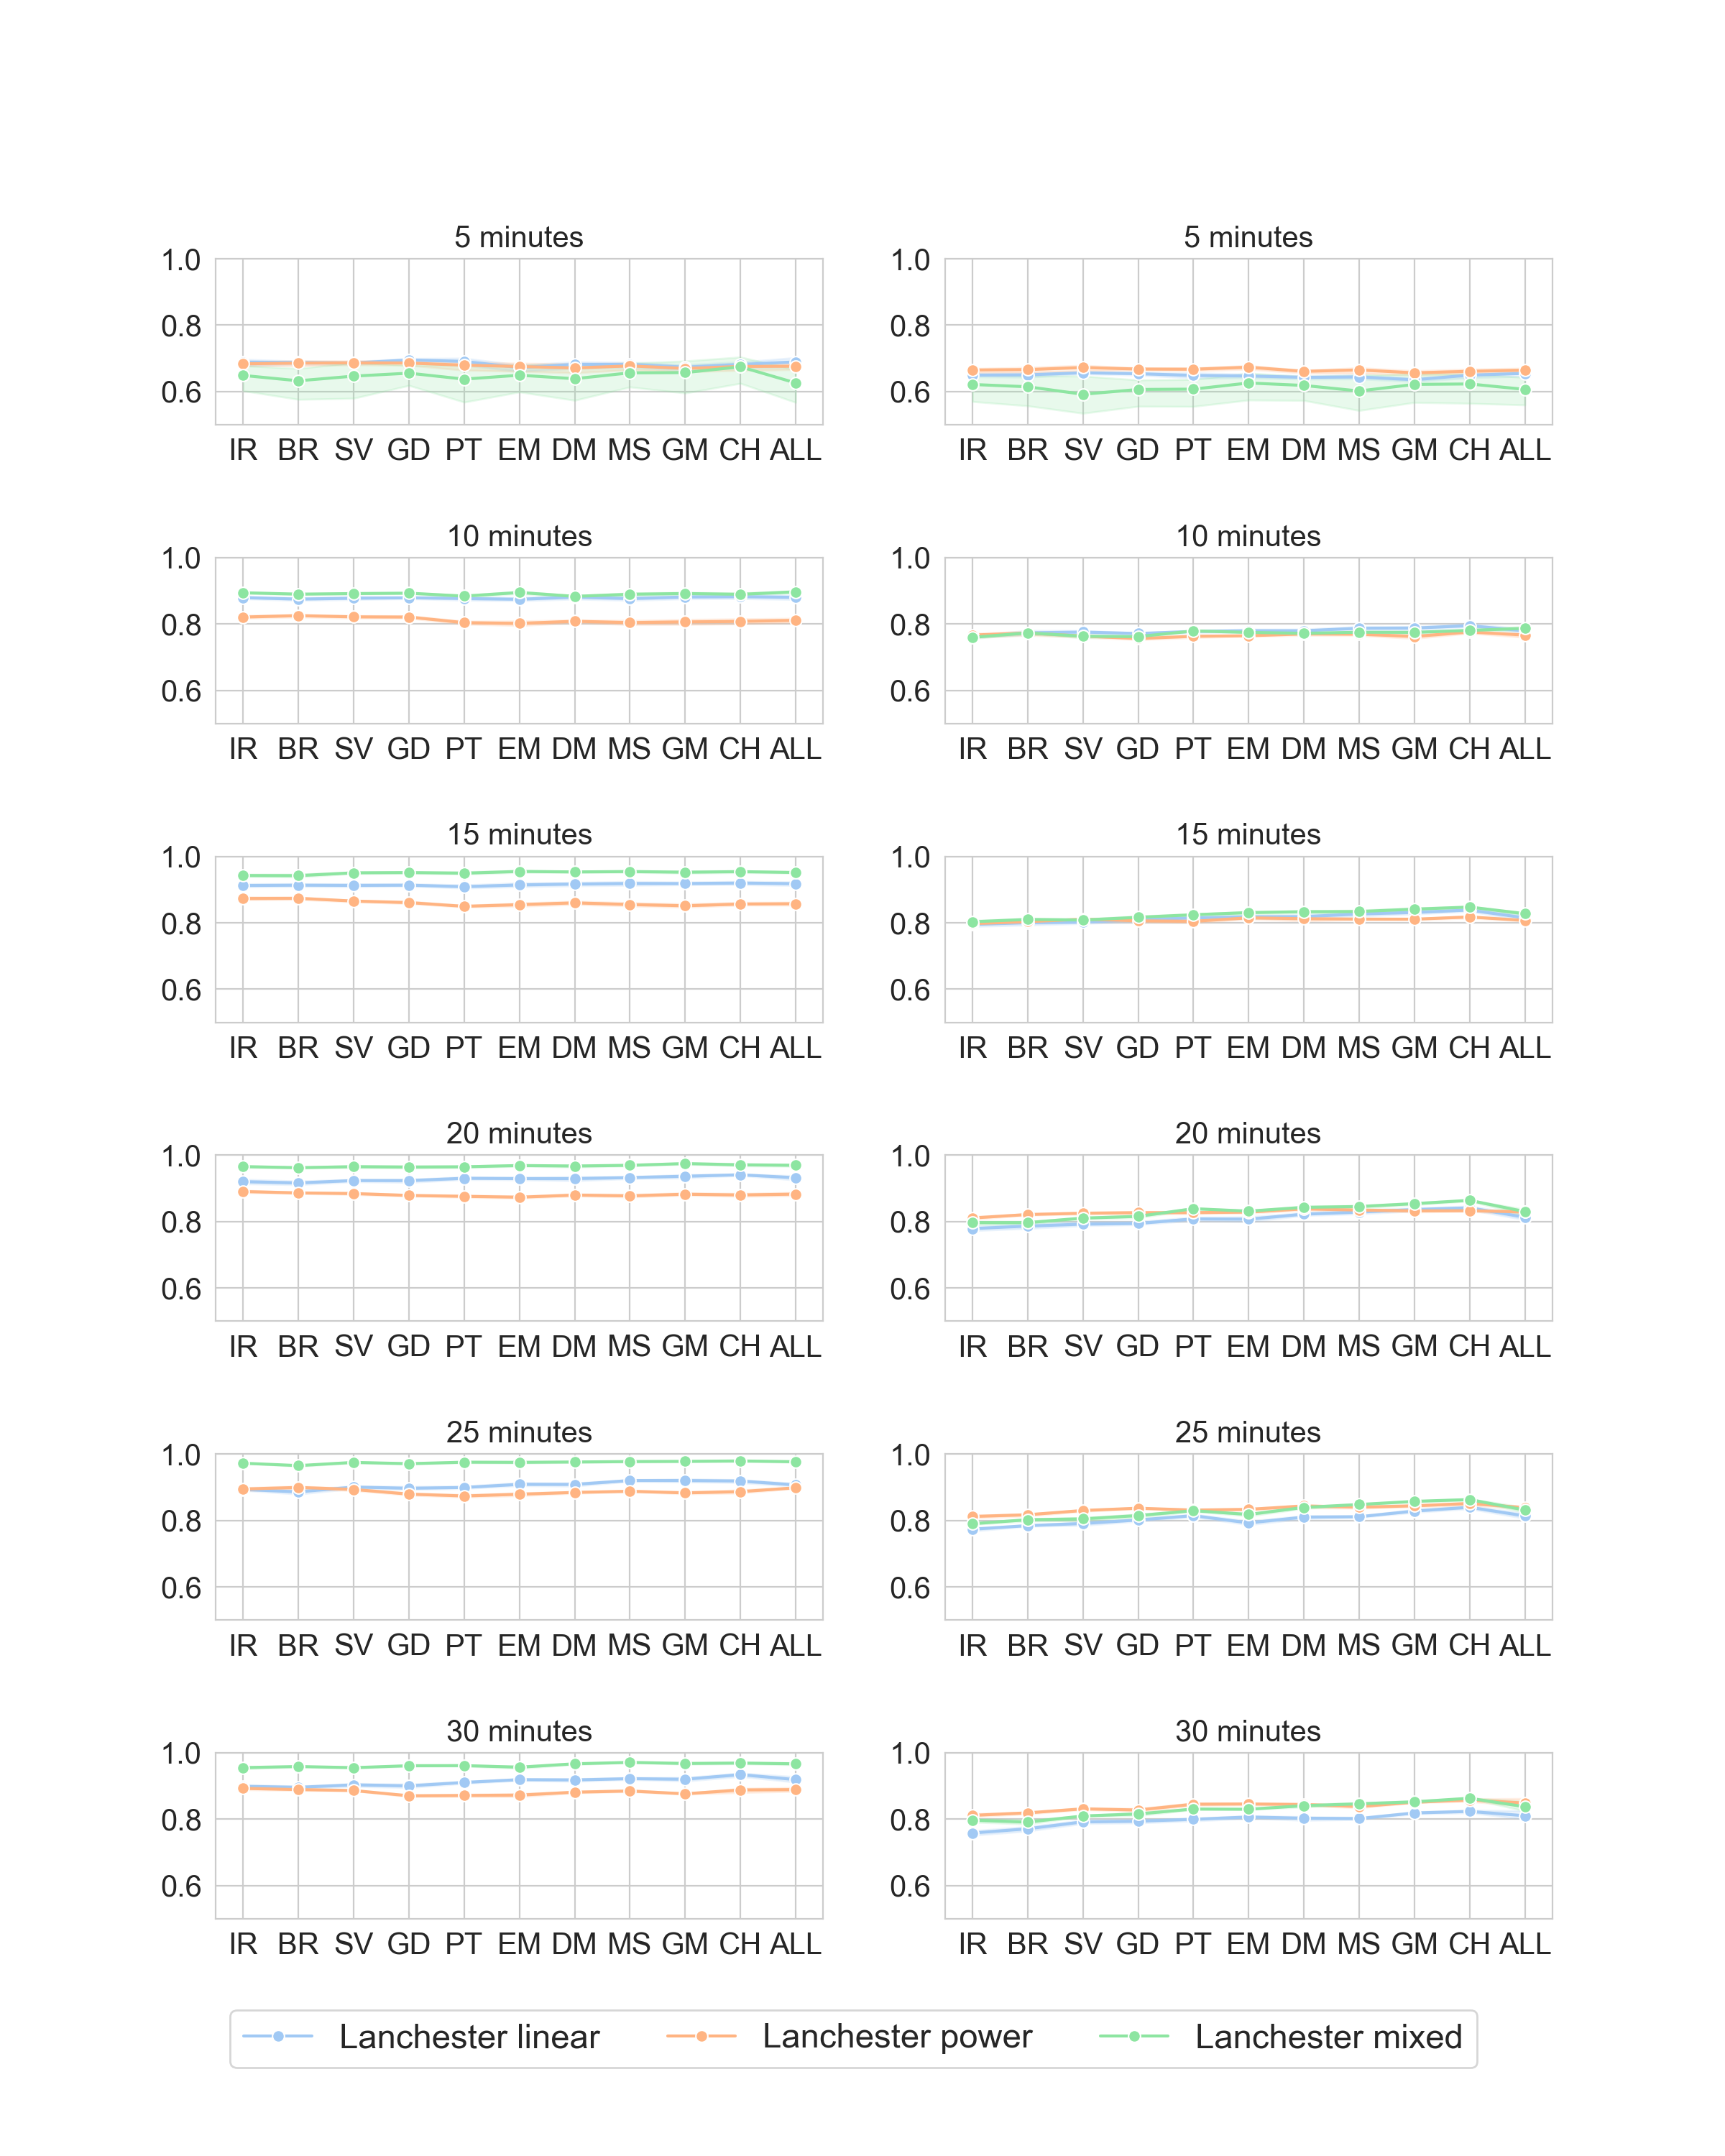 5 minutes 5 minutes
1.0 1.0
0.8 0.8
0.6 0.6
IR BR SV GD PT EM DM MS GM CH ALL IR BR SV GD PT EM DM MS GM CH ALL
10 minutes 10 minutes
1.0 1.0
0.8 0.8
0.6 0.6
IR BR SV GD PT EM DM MS GM CH ALL IR BR SV GD PT EM DM MS GM CH ALL
15 minutes 15 minutes
1.0 1.0
0.8 0.8
0.6 0.6
IR BR SV GD PT EM DM MS GM CH ALL IR BR SV GD PT EM DM MS GM CH ALL
20 minutes 20 minutes
1.0 1.0
0.8 0.8
0.6 0.6
IR BR SV GD PT EM DM MS GM CH ALL IR BR SV GD PT EM DM MS GM CH ALL
25 minutes 25 minutes
1.0 1.0
0.8 0.8
0.6 0.6
IR BR SV GD PT EM DM MS GM CH ALL IR BR SV GD PT EM DM MS GM CH ALL
30 minutes 30 minutes
1.0 1.0
0.8 0.8
0.6 0.6
IR BR SV GD PT EM DM MS GM CH ALL IR BR SV GD PT EM DM MS GM CH ALL
Lanchester linear Lanchester power Lanchester mixed